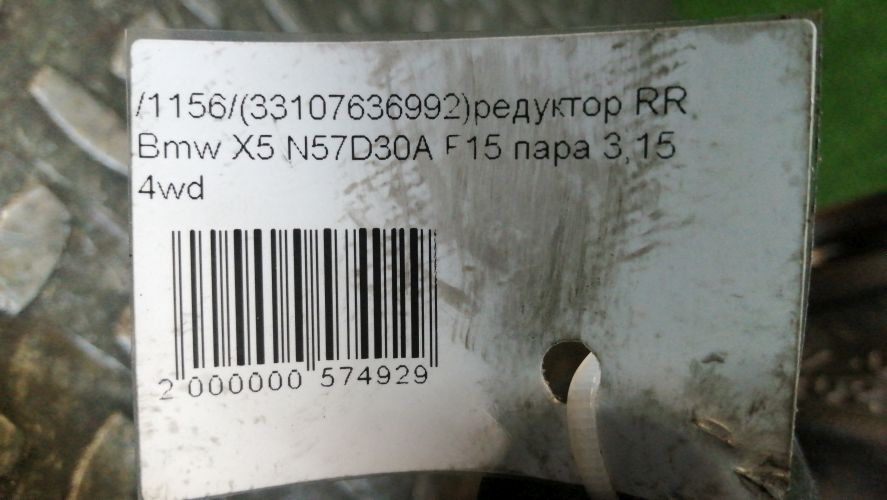 /1156/(33107636992)редуктор RR
Bmw X5 N57D30A F15 пара 3,15
4wd
2 000000 574929